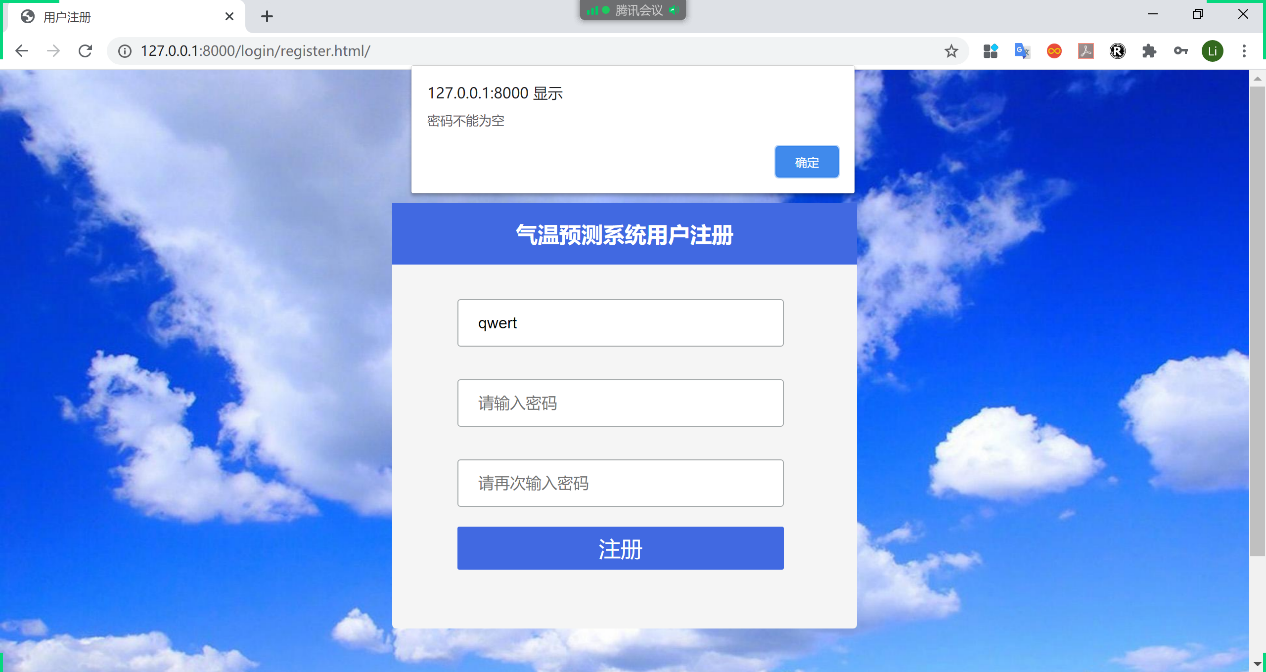 用户注册
腾讯会议
127.0.0.1:8000/login/register.html/
Li
127.0.0.1:8000 显示
密码不能为空
确定
气温预测系统用户注册
qwert
请输入密码
请再次输入密码
注册